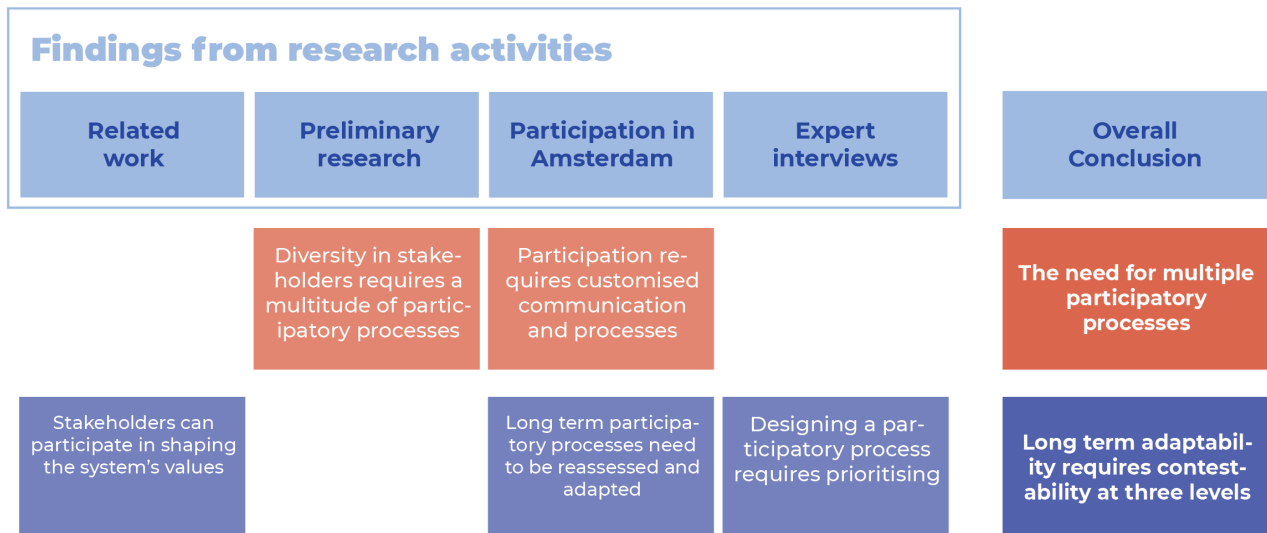 Findings from research activities
Related
work
Preliminary
research
Participation in
Amsterdam
Expert
interviews
Overall
Conclusion
Diversity in stake-
holders requires a
multitude of partic-
ipatory processes
Participation re-
quires customised
communication
and processes
The need for multiple
participatory
processes
Stakeholders can
participate in shaping
the system's values
Long term participa-
tory processes need
to be reassessed and
adapted
Designing a par-
ticipatory process
requires prioritising
Long term adaptabil-
ity requires contest-
ability at three levels